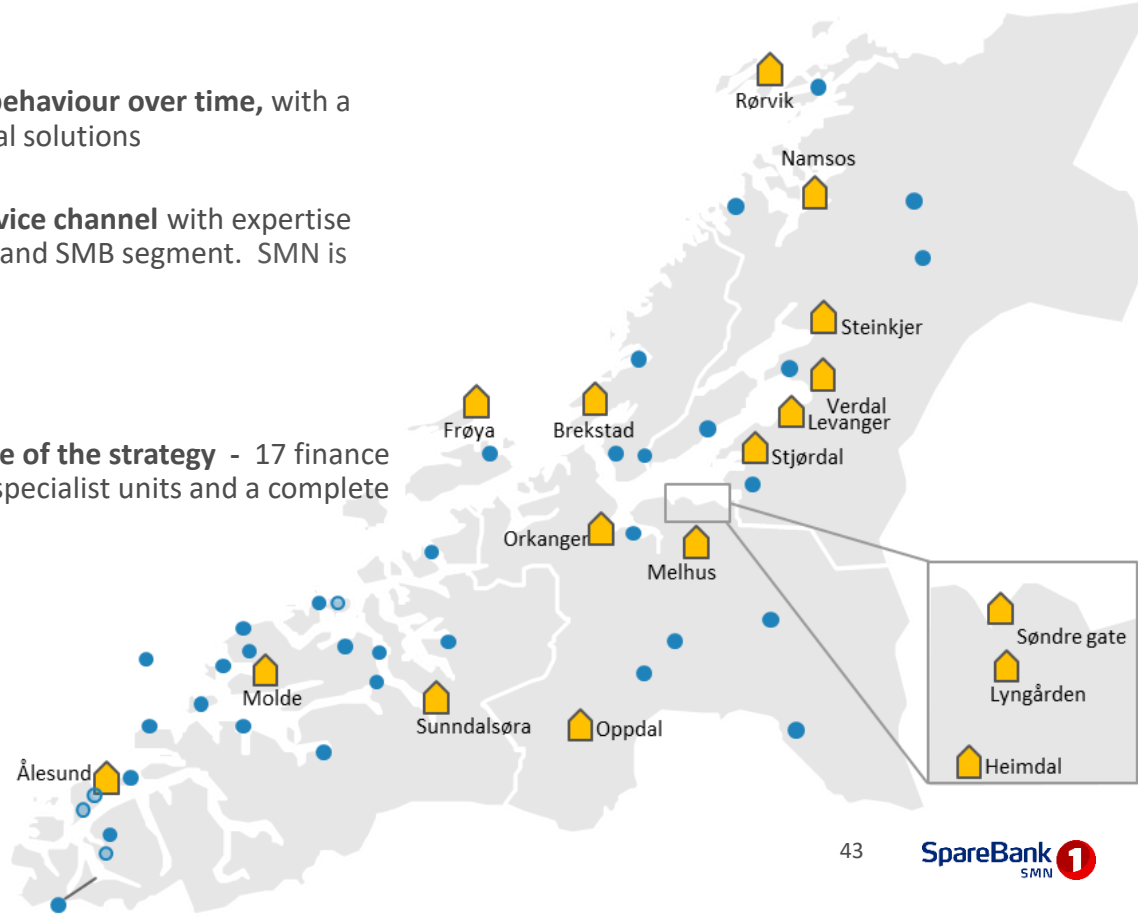 behaviour over time, with a
al solutions
vice channel with expertise
and SMB segment. SMN is
e of the strategy - 17 finance
specialist units and a complete
Rørvik
Namsos
Steinkjer
Verdal
Levanger
Stjørdal
Frøya
Brekstad
Orkanger
Melhus
Søndre gate
Lyngården
Heimdal
Molde
Sunndalsøra
Oppdal
Ålesund
43
SpareBank 1
SMN